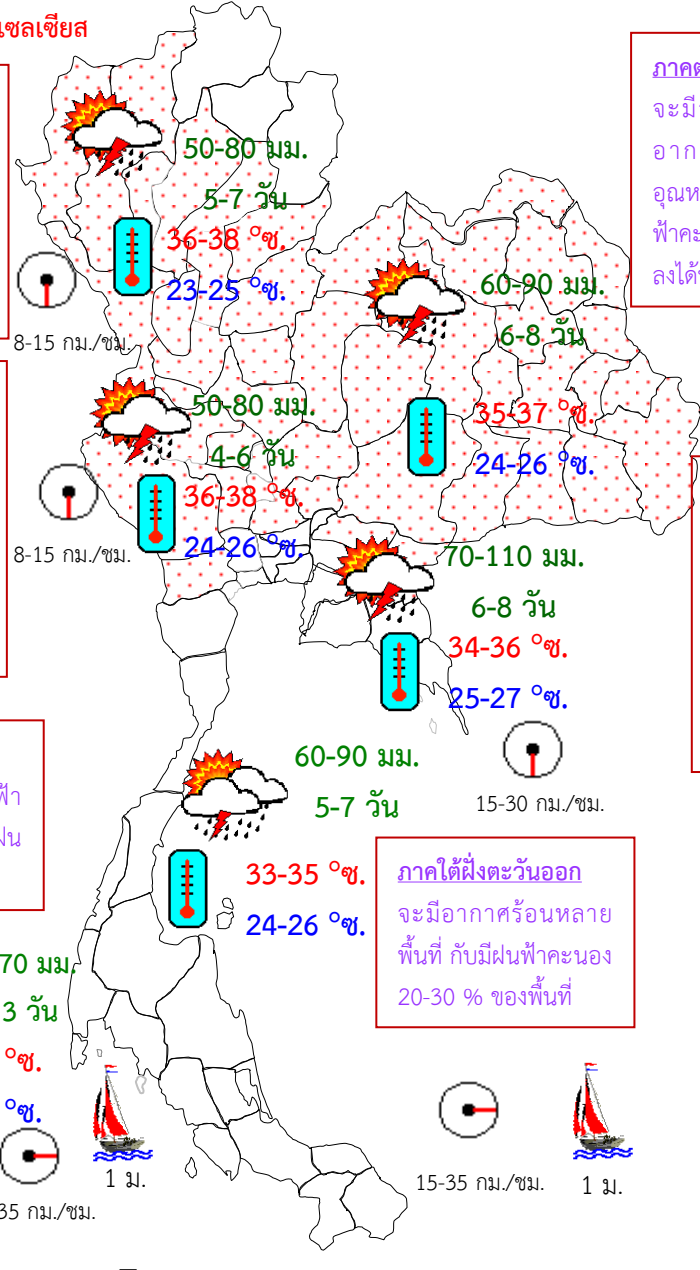 เซลเซียส
50-80 มม.
5-7 วัน
36-38 °ซ.
23-25 °ซ.
8-15 กม./ชม.
ภาคต
จะมี
อาก
อุณห
ฟ้าคะ
ลงได้
60-90 มม.
6-8 วัน
35-37 °ซ.
24-26 °ซ.
50-80 มม.
4-6 วัน
36-38 °ซ.
24-26 °ซ.
8-15 กม./ชม.
70-110 มม.
6-8 วัน
34-36 °ซ.
25-27 °ซ.
15-30 กม./ชม.
60-90 มม.
5-7 วัน
33-35 °ซ.
24-26 °ซ.
ฟ้า
ฝน
ภาคใต้ฝั่งตะวันออก
จะมีอากาศร้อนหลาย
พื้นที่ กับมีฝนฟ้าคะนอง
20-30 % ของพื้นที่
70 มม.
3 วัน
°ซ.
°ซ.
1 ม.
35 กม./ชม.
15-35 กม./ชม.
1 ม.